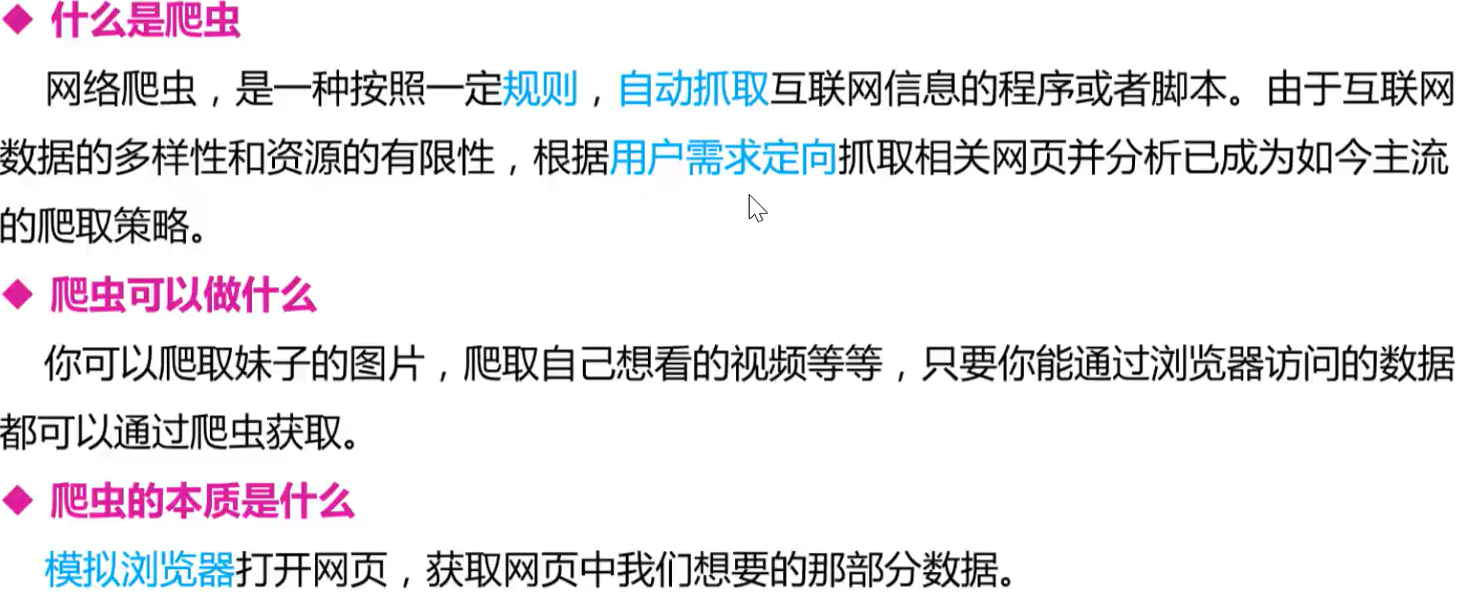 ◆ 什么是爬虫
网络爬虫，是一种按照一定规则，自动抓取互联网信息的程序或者脚本。由于互联网
数据的多样性和资源的有限性，根据用户需求定向抓取相关网页并分析已成为如今主流
的爬取策略。
◆ 爬虫可以做什么
你可以爬取妹子的图片，爬取自己想看的视频等等，只要你能通过浏览器访问的数据
都可以通过爬虫获取。
◆ 爬虫的本质是什么
模拟浏览器打开网页，获取网页中我们想要的那部分数据。